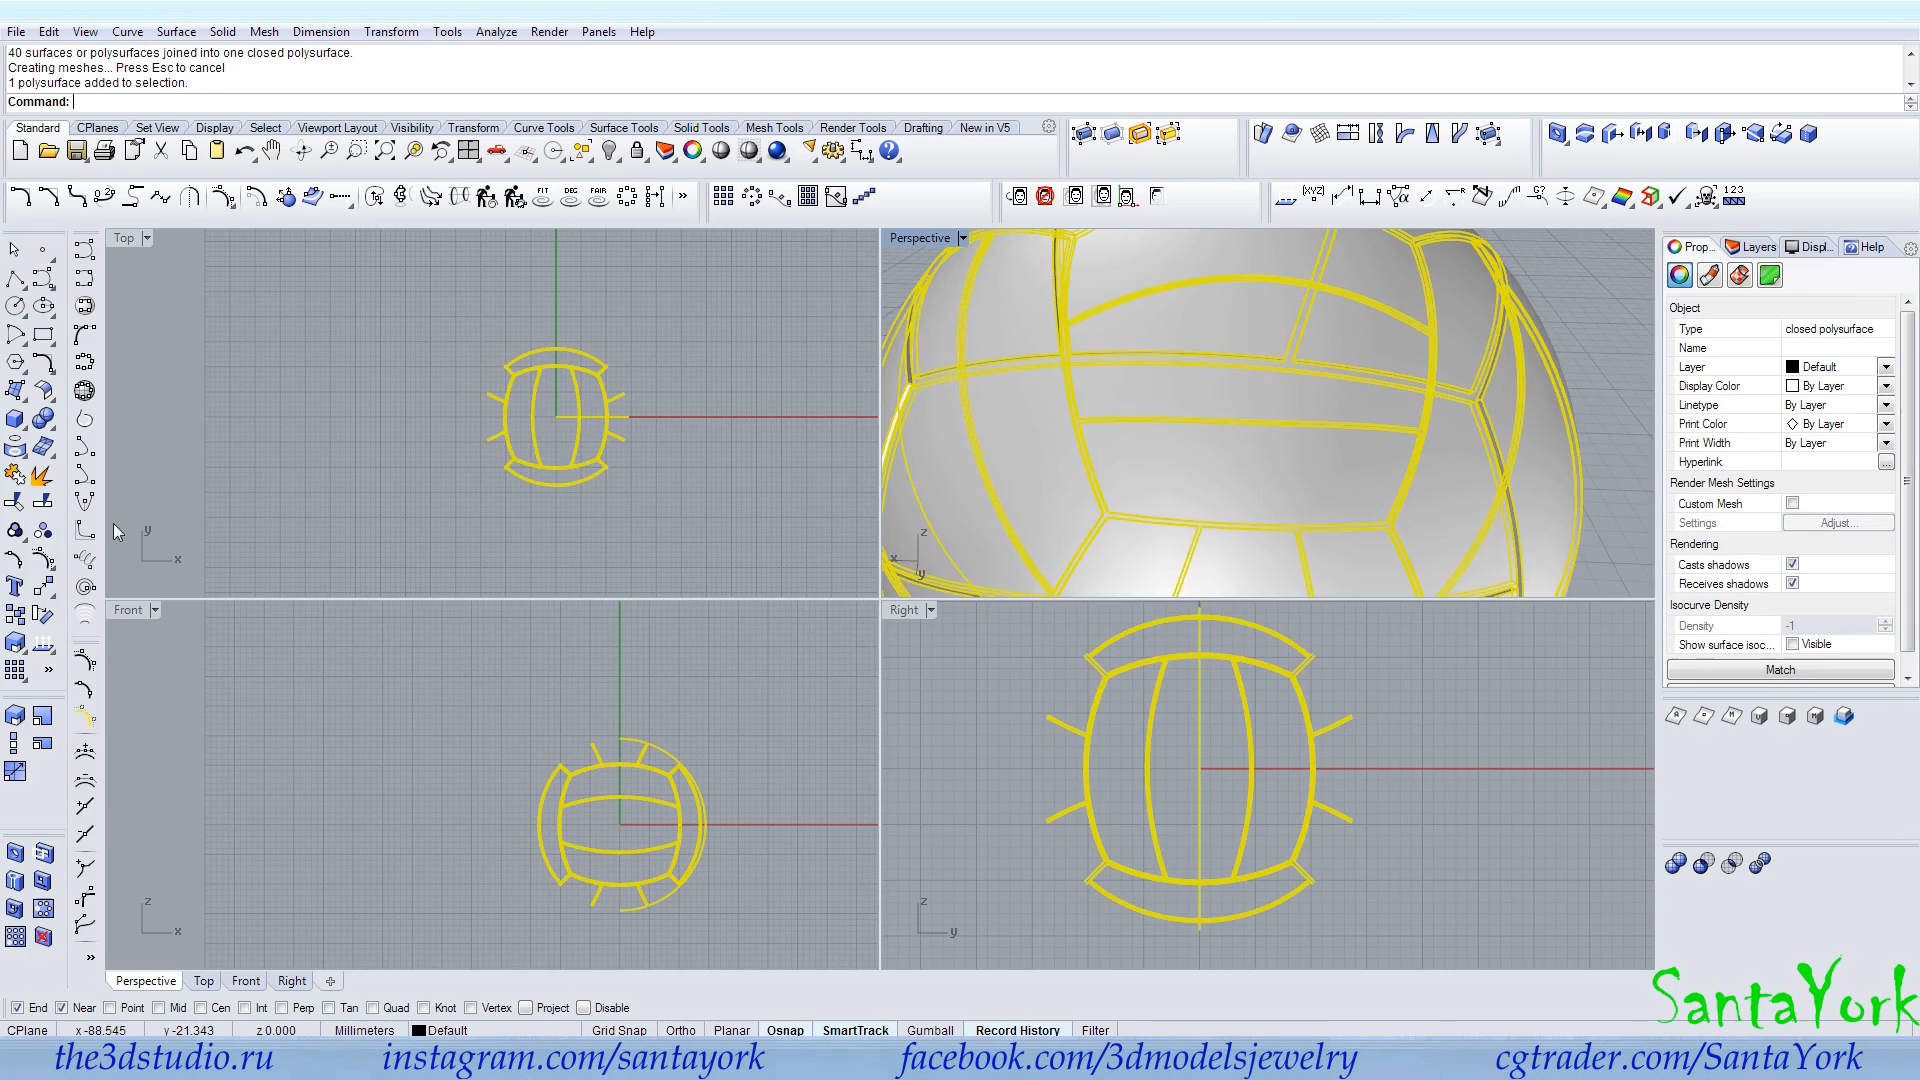 File Edit View Curve Surface Solid Mesh Dimension Transform Tools Analyze Render Panels Help
40 surfaces or polysurfaces joined into one closed polysurface.
Creating meshes... Press Esc to cancel
1 polysurface added to selection.
Command:
Standard CPlanes Set View Display Select Viewport Layout Visibility Transform Curve Tools Surface Tools Solid Tools Mesh Tools Render Tools Drafting New in V5
FIT DEG FAIR » (XYZ) G? 123
Top
Perspective
Prop... Layers Displ... Help
Object
Type closed polysurface
Name
Layer Default
Display Color By Layer
Linetype By Layer
Print Color By Layer
Print Width By Layer
Hyperlink ...
Render Mesh Settings
Custom Mesh
Settings Adjust...
Rendering
Casts shadows
Receives shadows
Isocurve Density
Density -1
Show surface isoc... Visible
Match
y
x
z
x
y
Front
Right
z
x
z
y
Perspective Top Front Right
End Near Point Mid Cen Int Perp Tan Quad Knot Vertex Project Disable
CPlane x -88.545 y -21.343 z 0.000 Millimeters Default Grid Snap Ortho Planar Osnap SmartTrack Gumball Record History Filter
SantaYork
the3dstudio.ru instagram.com/santayork facebook.com/3dmodelsjewelry cgtrader.com/SantaYork